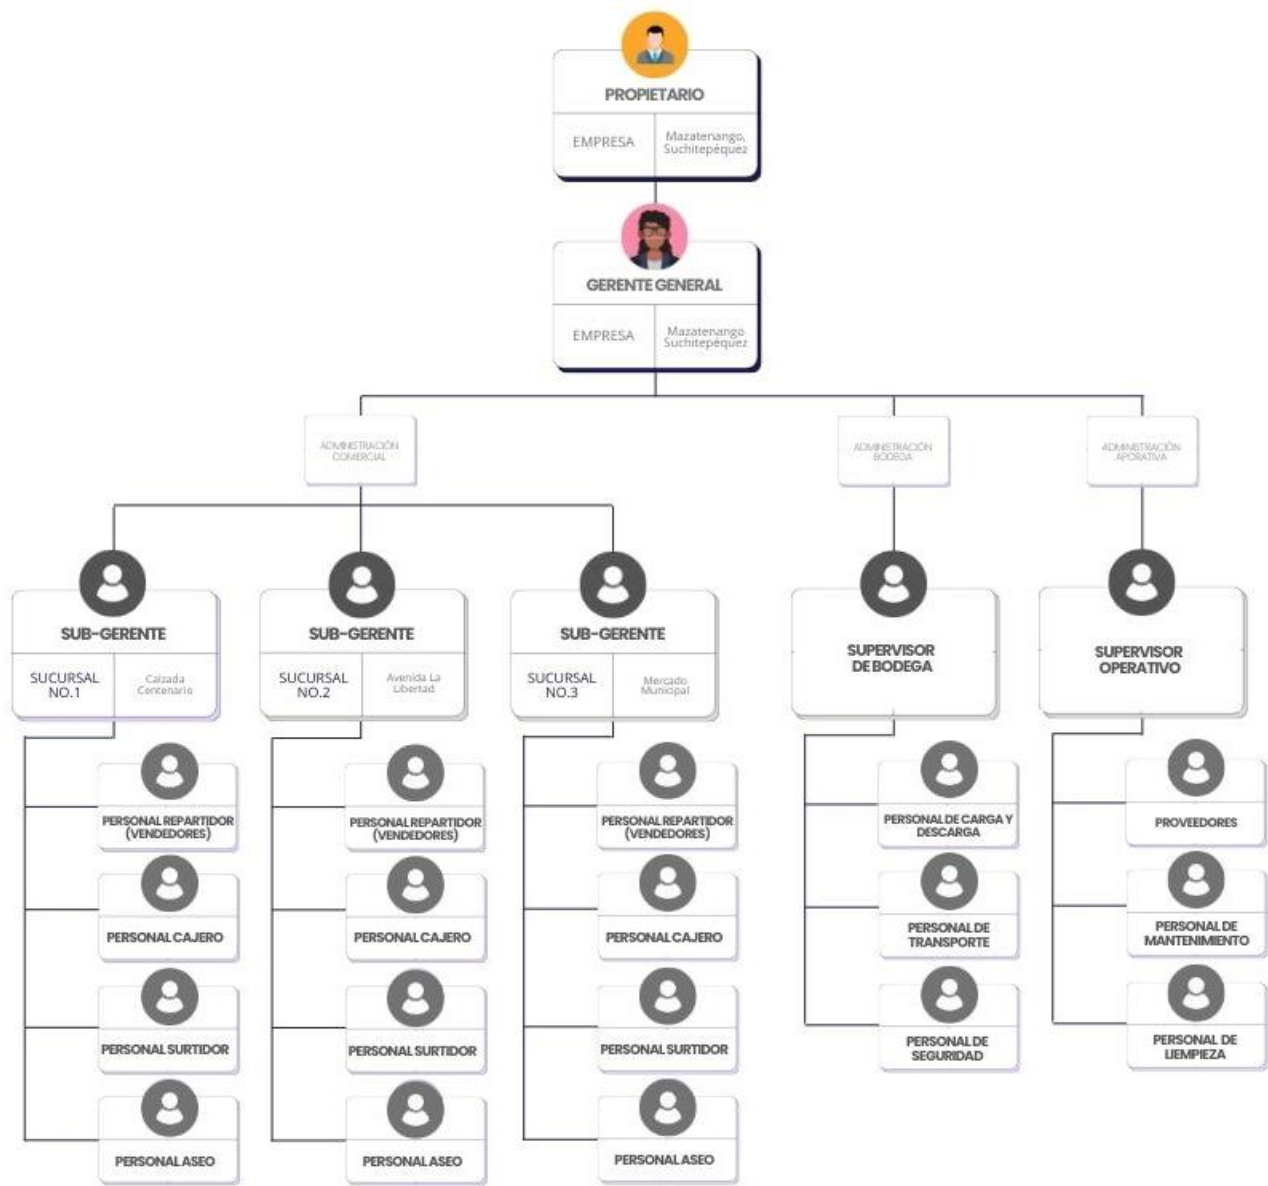 PROPIETARIO
EMPRESA
Mazatenango,
Suchitepéquez
GERENTE GENERAL
EMPRESA
Mazatenango
Suchitepéquez
ADMINISTRACIÓN
COMERCIAL
ADMINISTRACIÓN
BODEGA
ADMINISTRACIÓN
APORATIVA
SUB-GERENTE
SUCURSAL
NO.1
Calzada
Centenario
SUB-GERENTE
SUCURSAL
NO.2
Avenida La
Libertad
SUB-GERENTE
SUCURSAL
NO.3
Mercado
Municipal
SUPERVISOR
DE BODEGA
SUPERVISOR
OPERATIVO
PERSONAL REPARTIDOR
(VENDEDORES)
PERSONAL CAJERO
PERSONAL SURTIDOR
PERSONAL ASEO
PERSONAL REPARTIDOR
(VENDEDORES)
PERSONAL CAJERO
PERSONAL SURTIDOR
PERSONAL ASEO
PERSONAL REPARTIDOR
(VENDEDORES)
PERSONAL CAJERO
PERSONAL SURTIDOR
PERSONAL ASEO
PERSONAL DE CARGA Y
DESCARGA
PERSONAL DE
TRANSPORTE
PERSONAL DE
SEGURIDAD
PROVEEDORES
PERSONAL DE
MANTENIMIENTO
PERSONAL DE
LIEMPIEZA